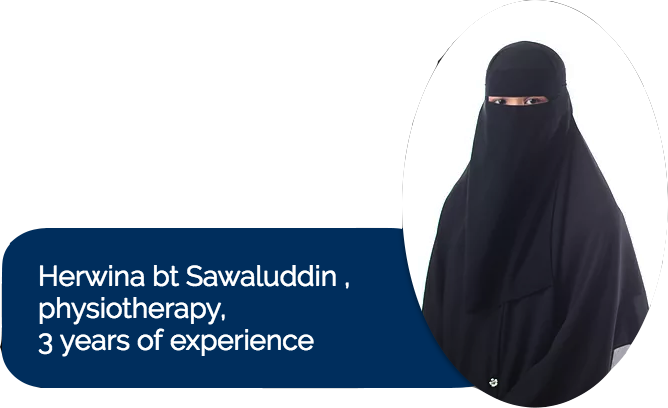 Herwina bt Sawaluddin ,
physiotherapy,
3 years of experience